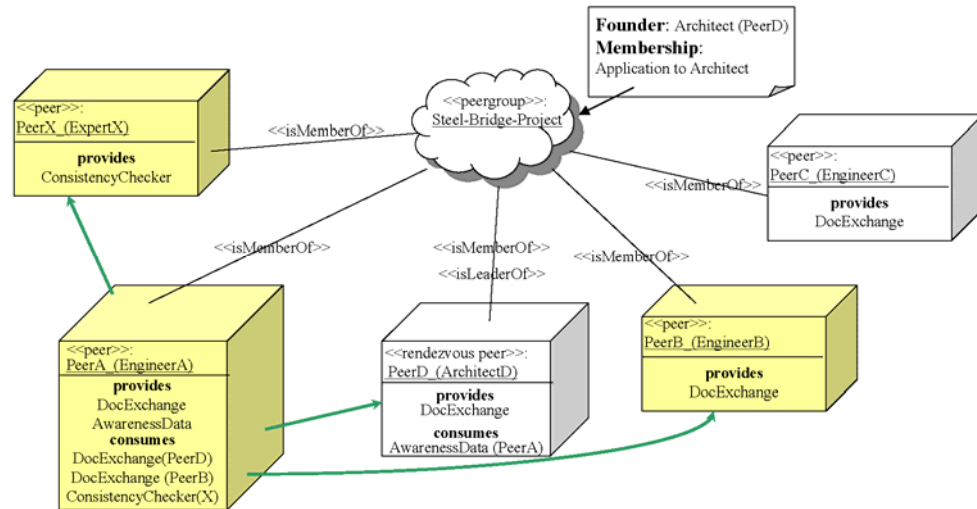 Founder: Architect (PeerD)
Membership:
Application to Architect
<<peergroup>>:
Steel-Bridge-Project
<<peer>>:
PeerX_(ExpertX)
provides
ConsistencyChecker
<<isMemberOf>>
<<peer>>:
PeerC_(EngineerC)
provides
DocExchange
<<isMemberOf>>
<<isMemberOf>>
<<isMemberOf>>
<<isLeaderOf>>
<<isMemberOf>>
<<peer>>:
PeerA_(EngineerA)
provides
DocExchange
AwarenessData
consumes
DocExchange(PeerD)
DocExchange (PeerB)
ConsistencyChecker(X)
<<rendezvous peer>>:
PeerD_(ArchitectD)
provides
DocExchange
consumes
AwarenessData (PeerA)
<<peer>>:
PeerB_(EngineerB)
provides
DocExchange